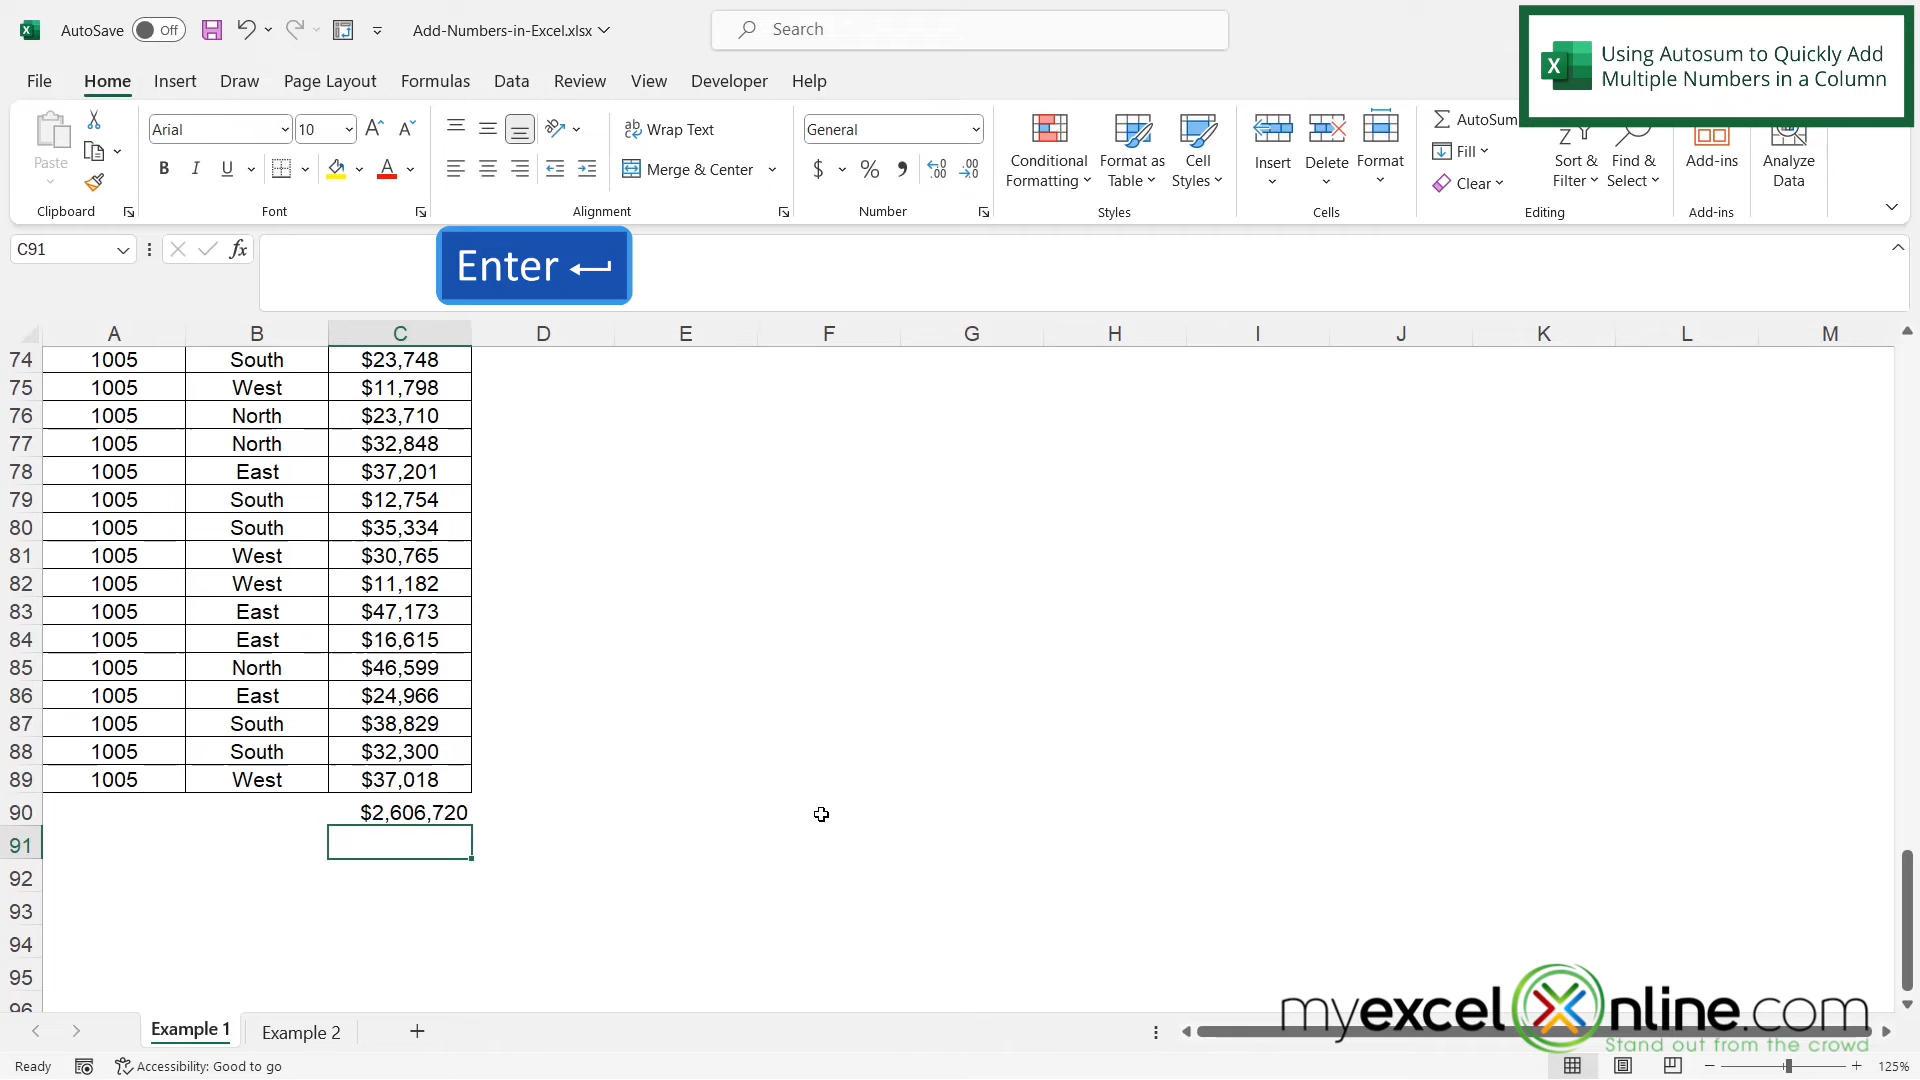 AutoSave Off Add-Numbers-in-Excel.xlsx Search
Using Autosum to Quickly Add
Multiple Numbers in a Column
File Home Insert Draw Page Layout Formulas Data Review View Developer Automate Help
Arial 10 Wrap Text General AutoSum
Paste B I U Merge & Center $ % Conditional Formatting Format as Table Cell Styles Insert Delete Format Fill Clear Sort & Filter Find & Select Add-ins Analyze Data
Clipboard Font Alignment Number Styles Cells Editing Add-ins
C91 fx Enter
A B C D E F G H I J K L M
74 1005 South $23,748
75 1005 West $11,798
76 1005 North $23,710
77 1005 North $32,848
78 1005 East $37,201
79 1005 South $12,754
80 1005 South $35,334
81 1005 West $30,765
82 1005 West $11,182
83 1005 East $47,173
84 1005 East $16,615
85 1005 North $46,599
86 1005 East $24,966
87 1005 South $38,829
88 1005 South $32,300
89 1005 West $37,018
90 $2,606,720
91
92
93
94
95
96
myexcelonline.com
Stand out from the crowd
Example 1 Example 2
Ready Accessibility: Good to go 125%